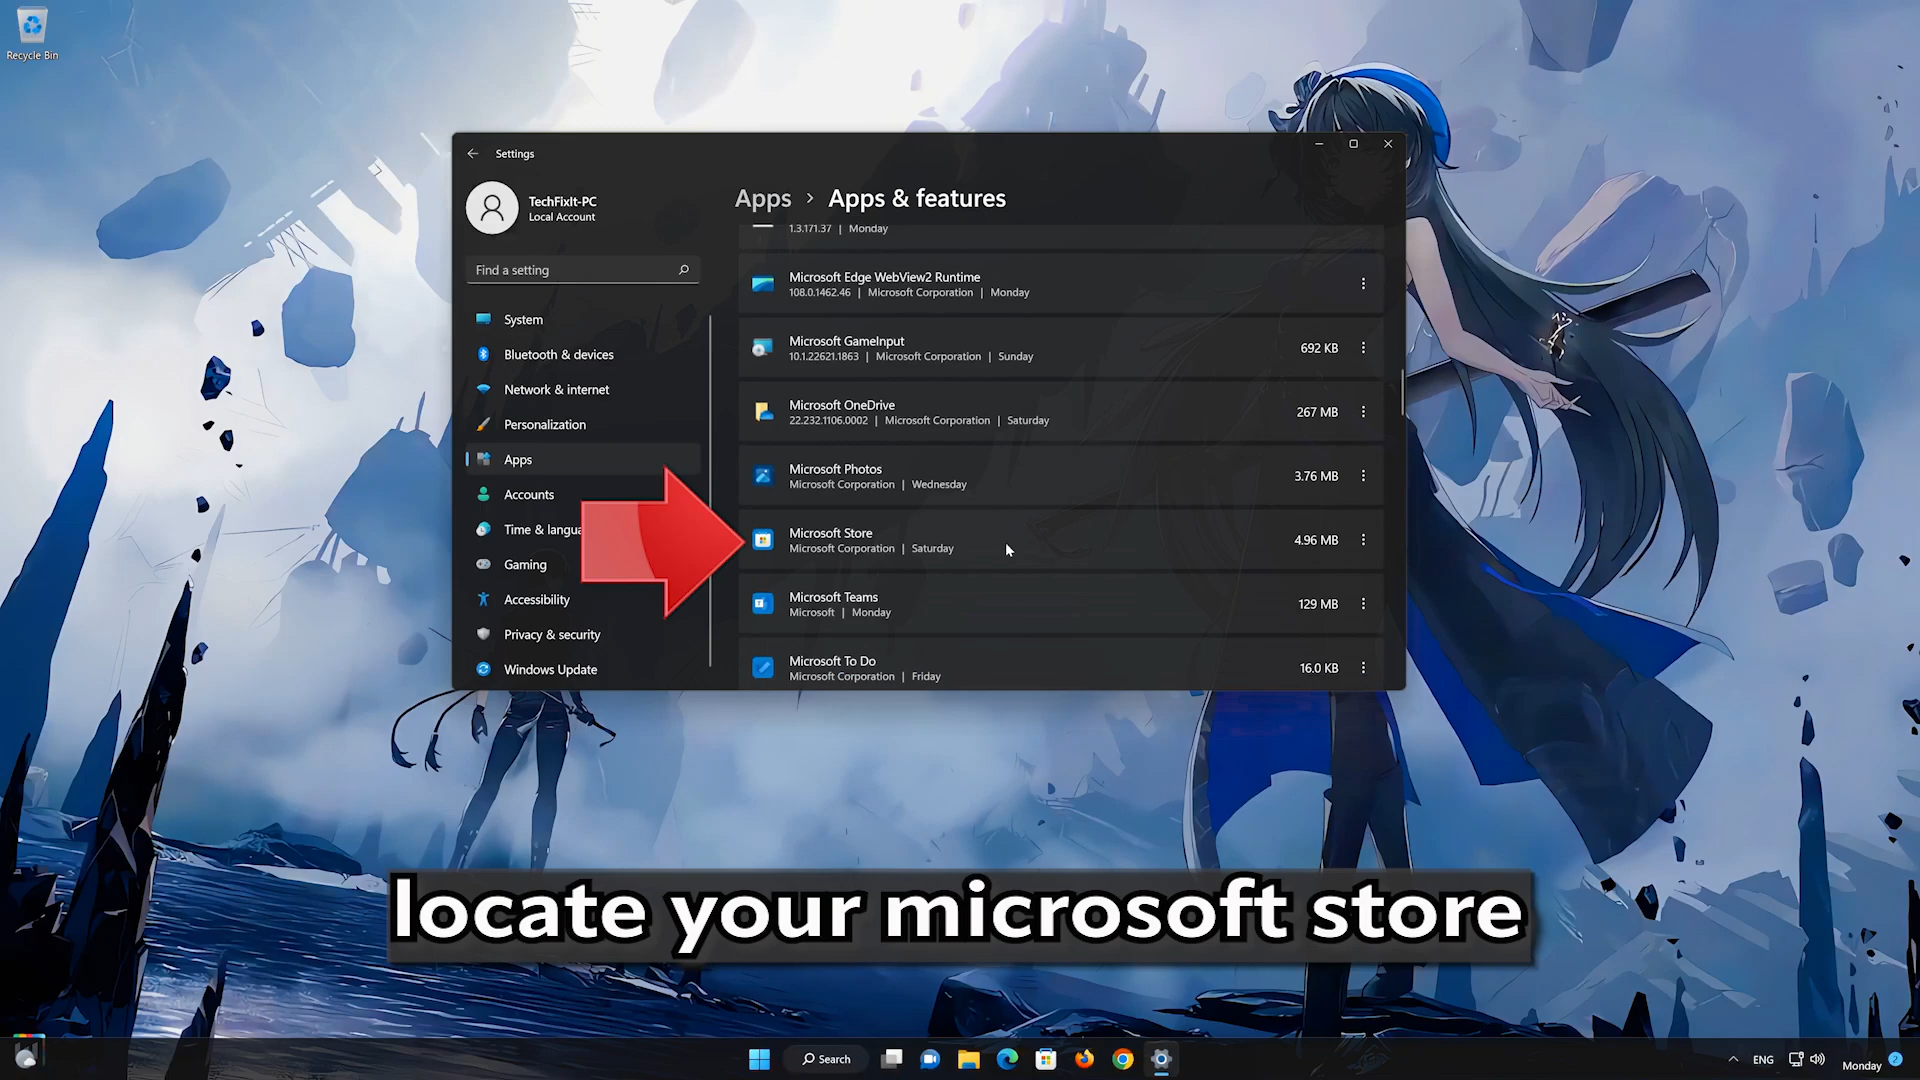 Recycle Bin
Settings
TechFixIt-PC
Local Account
Find a setting
System
Bluetooth & devices
Network & internet
Personalization
Apps
Accounts
Time & langua
Gaming
Accessibility
Privacy & security
Windows Update
Apps > Apps & features
1.3.171.37 | Monday
Microsoft Edge WebView2 Runtime
108.0.1462.46 | Microsoft Corporation | Monday
Microsoft GameInput
10.1.22621.1863 | Microsoft Corporation | Sunday
692 KB
Microsoft OneDrive
22.232.1106.0002 | Microsoft Corporation | Saturday
267 MB
Microsoft Photos
Microsoft Corporation | Wednesday
3.76 MB
Microsoft Store
Microsoft Corporation | Saturday
4.96 MB
Microsoft Teams
Microsoft | Monday
129 MB
Microsoft To Do
Microsoft Corporation | Friday
16.0 KB
locate your microsoft store
Search
ENG
Monday
2